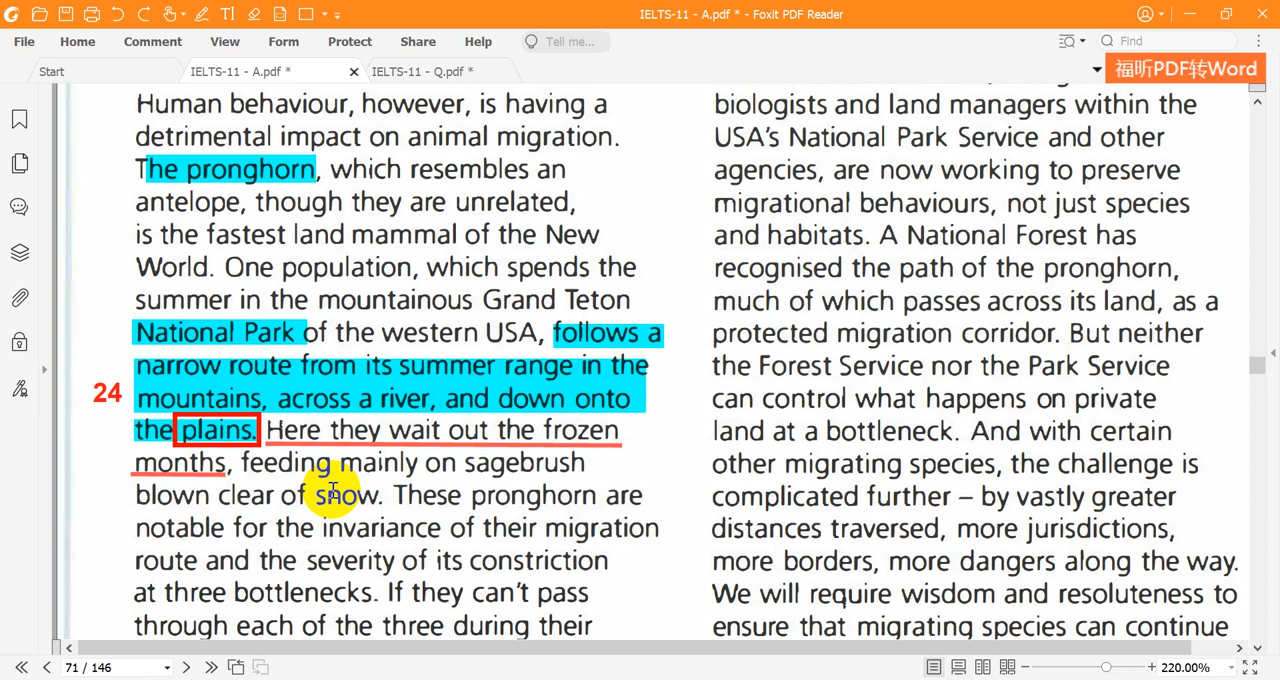 IELTS-11 - A.pdf * - Foxit PDF Reader
File Home Comment View Form Protect Share Help Tell me... Find
Start IELTS-11 - A.pdf * IELTS-11 - Q.pdf * 福昕PDF转Word
Human behaviour, however, is having a
detrimental impact on animal migration.
The pronghorn, which resembles an
antelope, though they are unrelated,
is the fastest land mammal of the New
World. One population, which spends the
summer in the mountainous Grand Teton
National Park of the western USA, follows a
narrow route from its summer range in the
24
mountains, across a river, and down onto
the plains. Here they wait out the frozen
months, feeding mainly on sagebrush
blown clear of snow. These pronghorn are
notable for the invariance of their migration
route and the severity of its constriction
at three bottlenecks. If they can't pass
through each of the three during their
biologists and land managers within the
USA's National Park Service and other
agencies, are now working to preserve
migrational behaviours, not just species
and habitats. A National Forest has
recognised the path of the pronghorn,
much of which passes across its land, as a
protected migration corridor. But neither
the Forest Service nor the Park Service
can control what happens on private
land at a bottleneck. And with certain
other migrating species, the challenge is
complicated further – by vastly greater
distances traversed, more jurisdictions,
more borders, more dangers along the way.
We will require wisdom and resoluteness to
ensure that migrating species can continue
71 / 146 220.00%